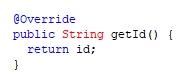 @Override
public String getId() {
  return id;
}